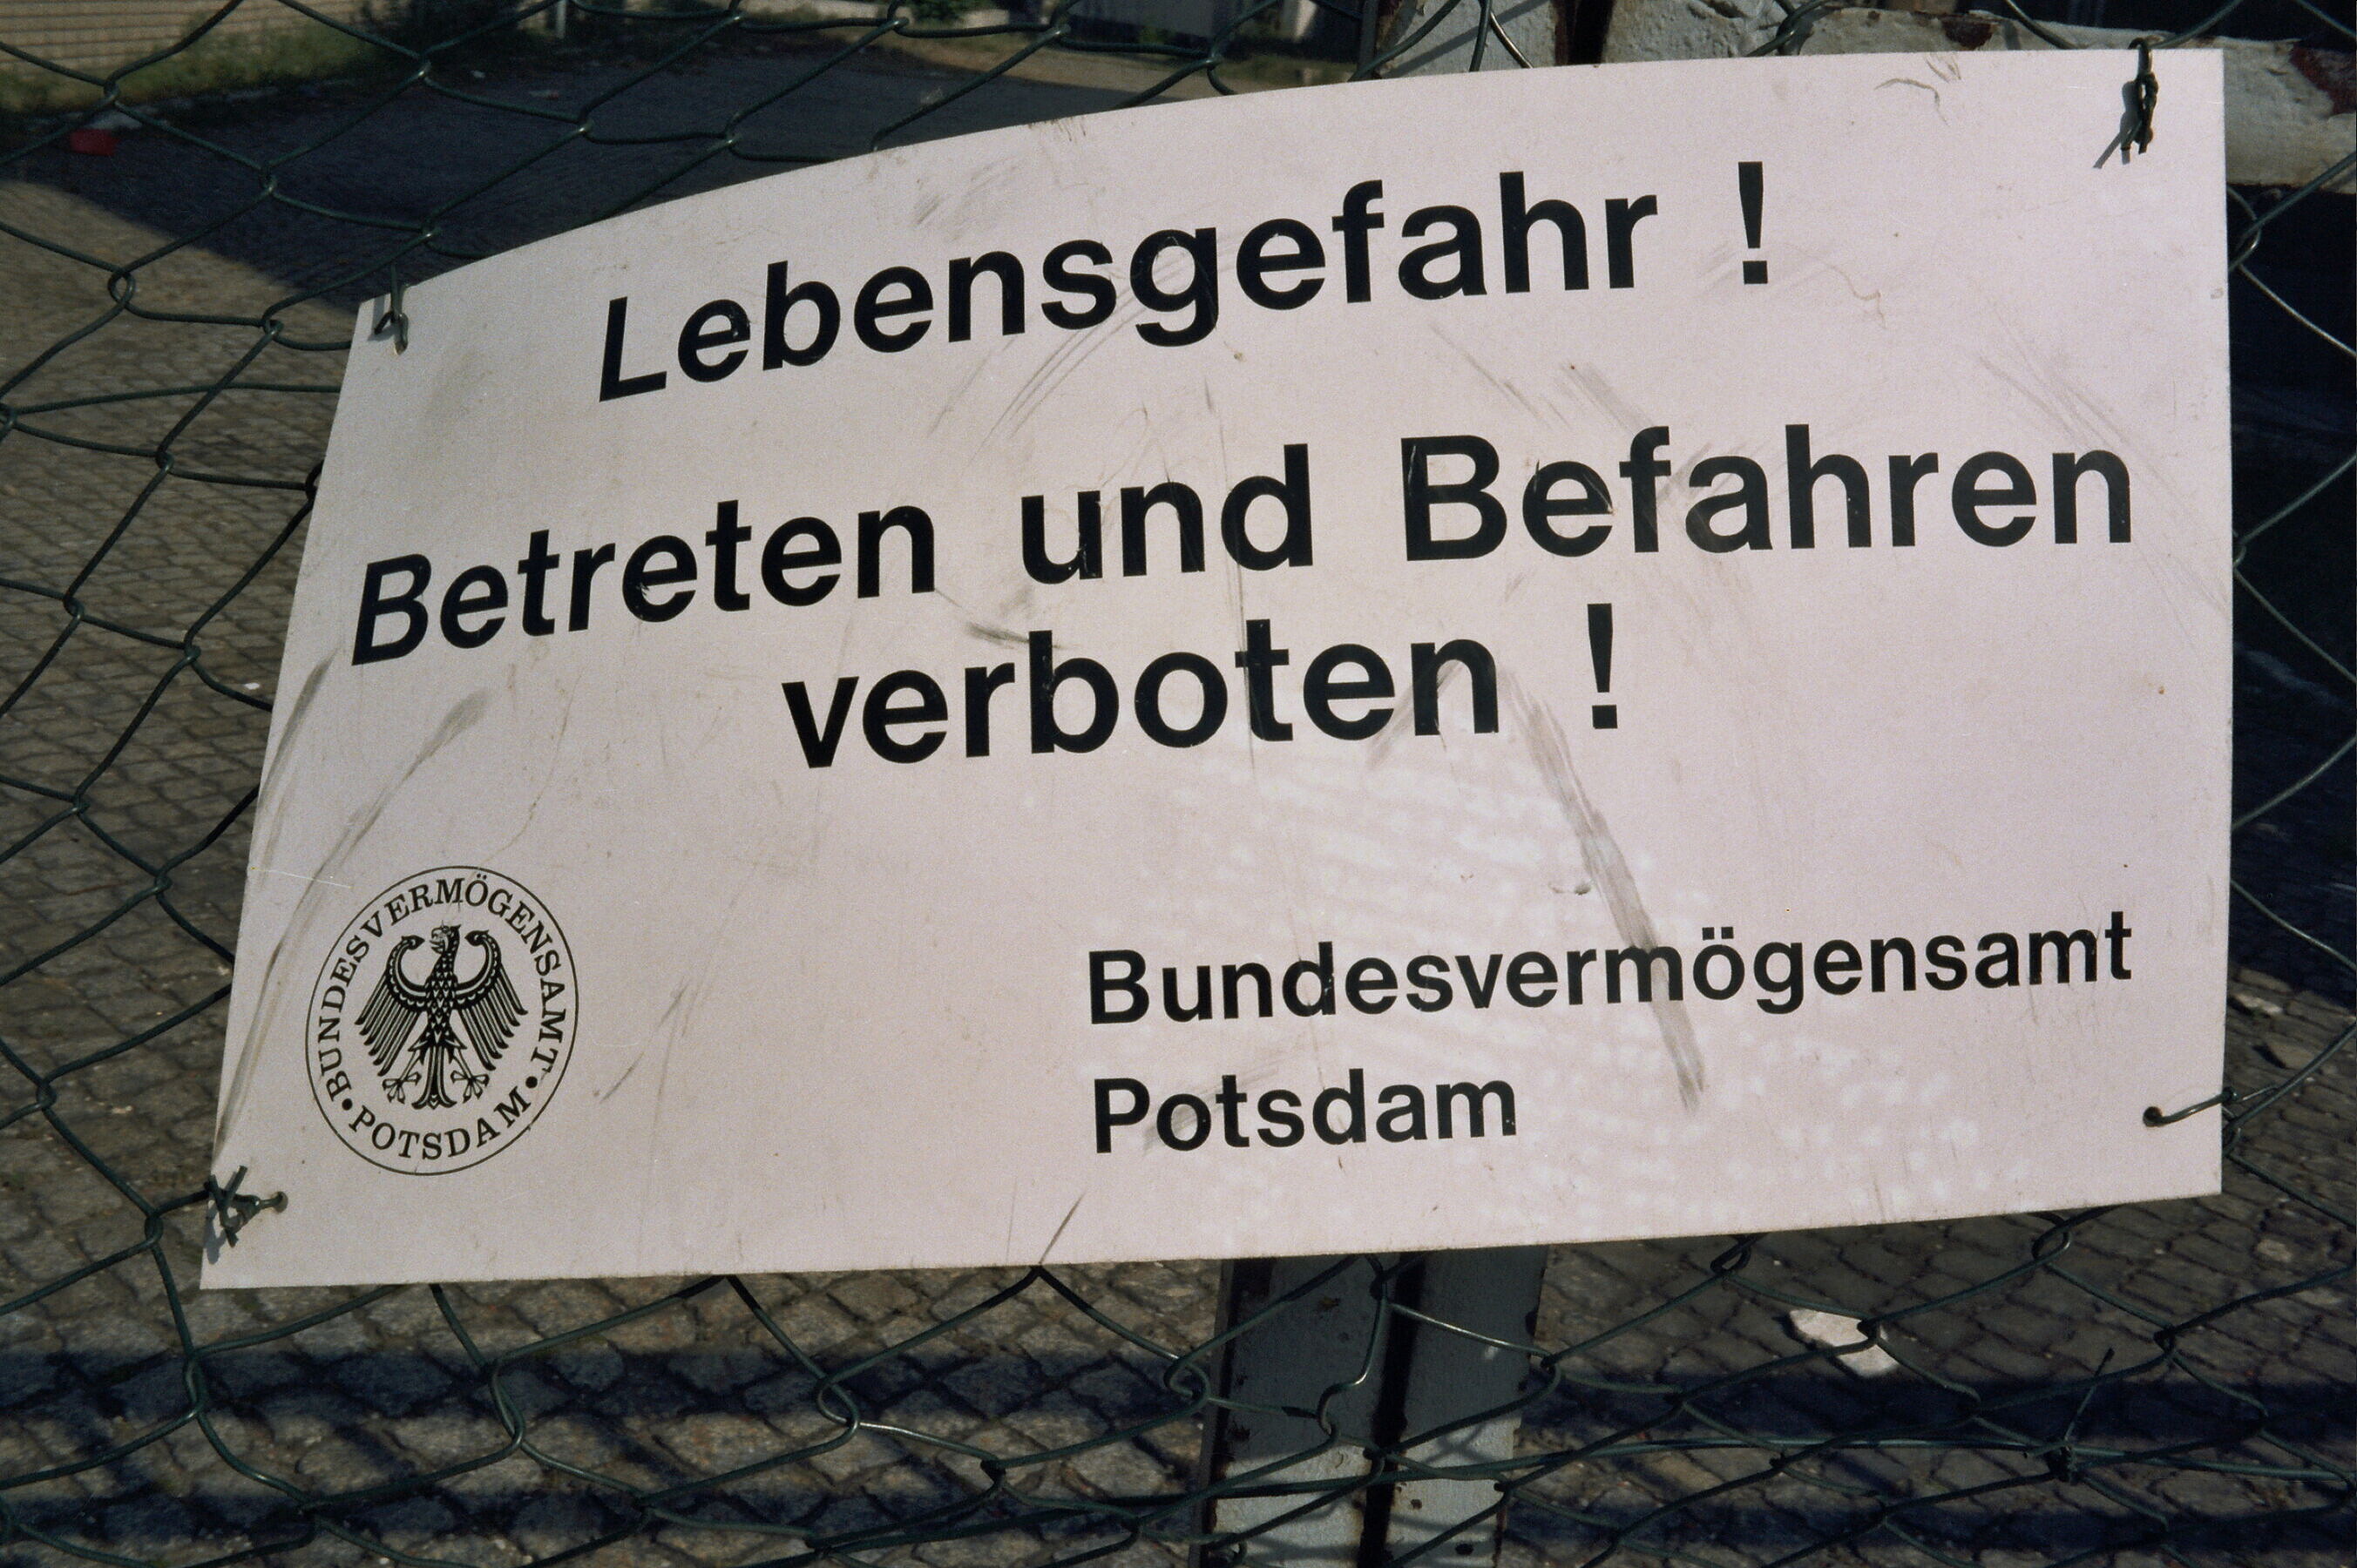 Lebensgefahr !
Betreten und Befahren
verboten !
Bundesvermögensamt
Potsdam
BUNDESVERMÖGENSAMT
• POTSDAM •